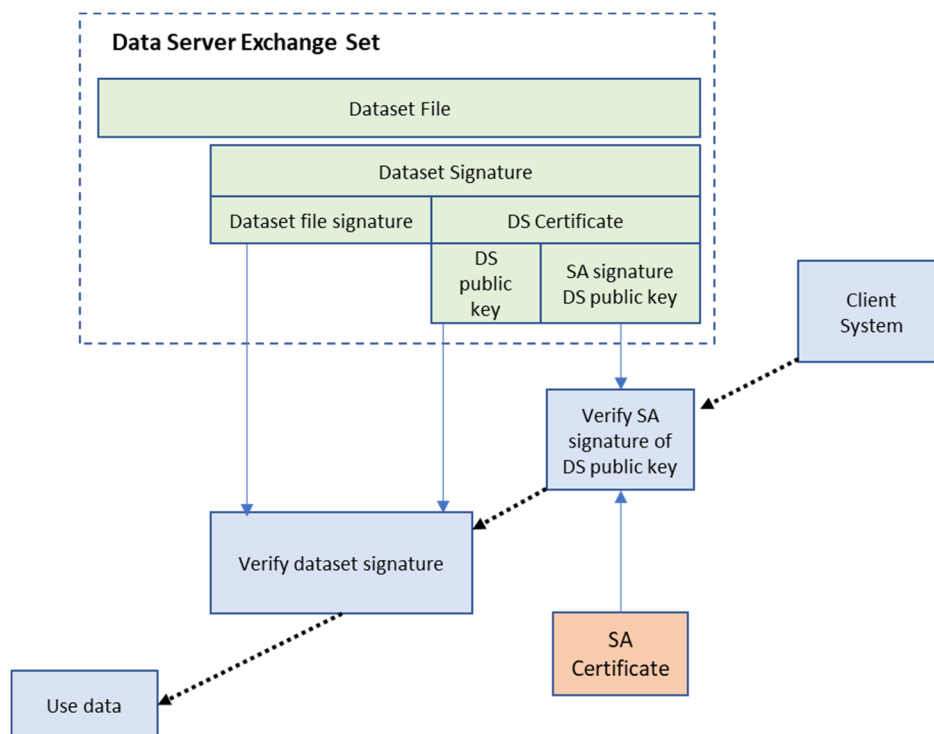 Data Server Exchange Set
Dataset File
Dataset Signature
Dataset file signature
DS Certificate
DS
public
key
SA signature
DS public key
Client
System
Verify SA
signature of
DS public key
Verify dataset signature
SA
Certificate
Use data